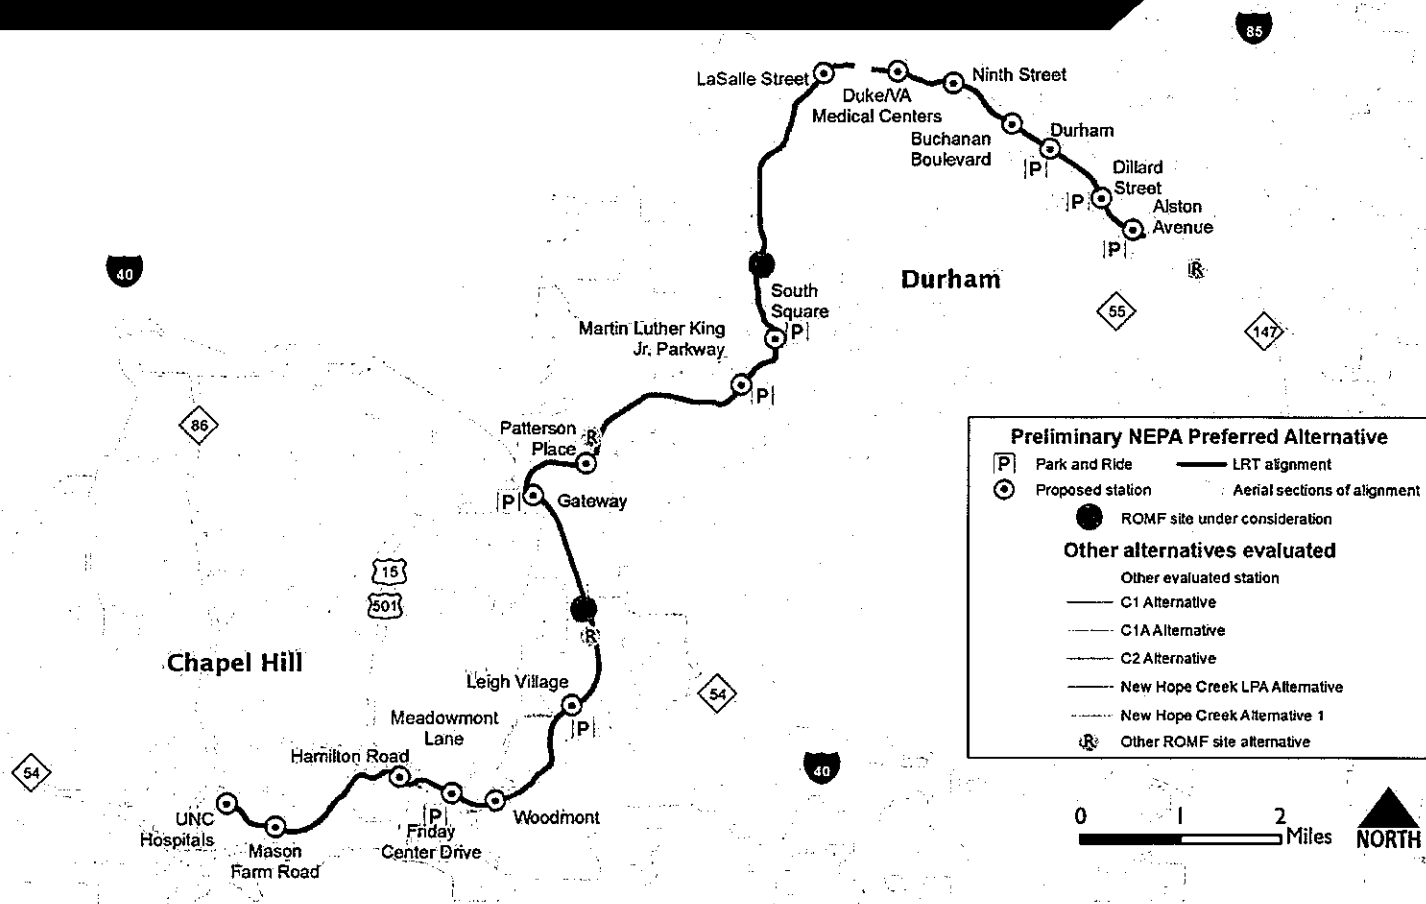 85
LaSalle Street
Duke/VA
Medical Centers
Ninth Street
Buchanan
Boulevard
Durham
P
Dillard
Street
P
Alston
Avenue
P
R
40
Durham
55
147
South
Square
P
Martin Luther King
Jr. Parkway
P
86
Patterson
Place
R
P
Gateway
15
501
R
Chapel Hill
Leigh Village
P
54
Meadowmont
Lane
Hamilton Road
54
40
UNC
Hospitals
Mason
Farm Road
P
Friday
Center Drive
Woodmont
Preliminary NEPA Preferred Alternative
P Park and Ride LRT alignment
Proposed station Aerial sections of alignment
ROMF site under consideration
Other alternatives evaluated
Other evaluated station
C1 Alternative
C1A Alternative
C2 Alternative
New Hope Creek LPA Alternative
New Hope Creek Alternative 1
R Other ROMF site alternative
0 1 2
Miles
NORTH